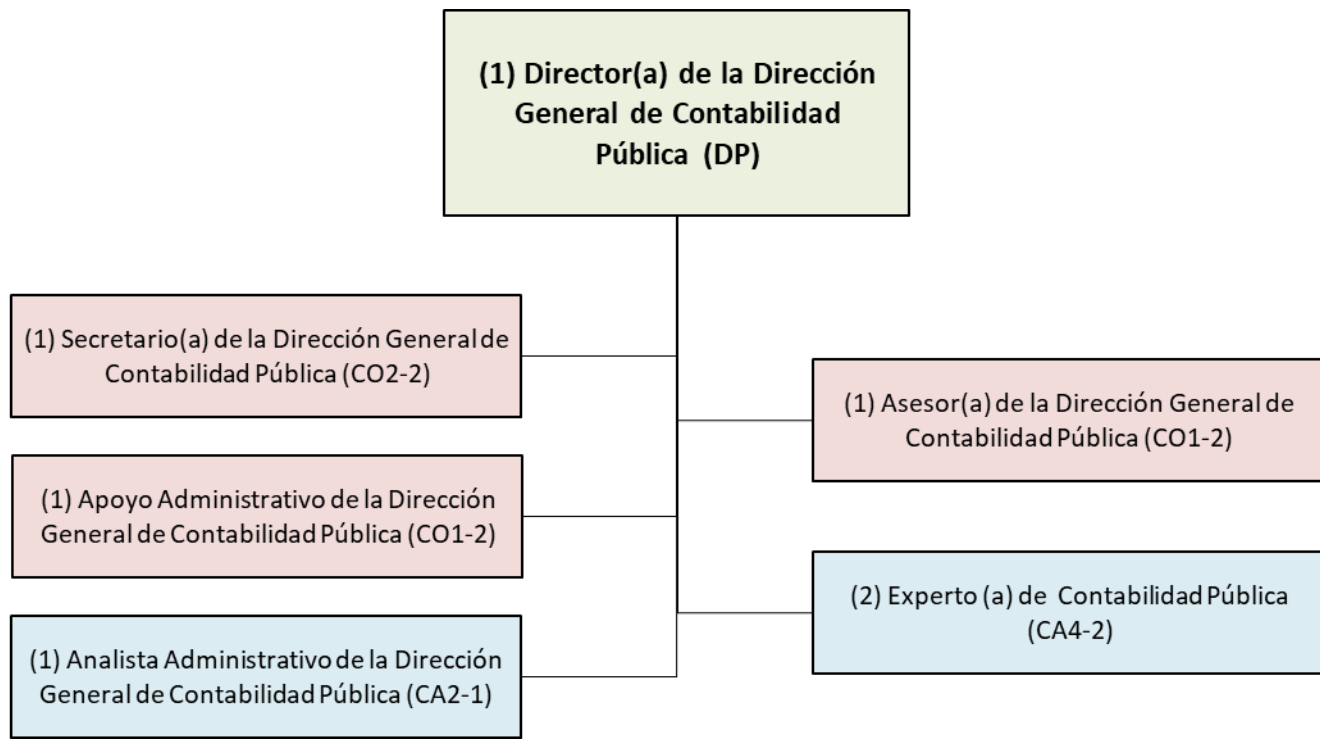 (1) Director(a) de la Dirección
General de Contabilidad
Pública (DP)
(1) Secretario(a) de la Dirección General de
Contabilidad Pública (CO2-2)
(1) Asesor(a) de la Dirección General de
Contabilidad Pública (CO1-2)
(1) Apoyo Administrativo de la Dirección
General de Contabilidad Pública (CO1-2)
(2) Experto (a) de Contabilidad Pública
(CA4-2)
(1) Analista Administrativo de la Dirección
General de Contabilidad Pública (CA2-1)